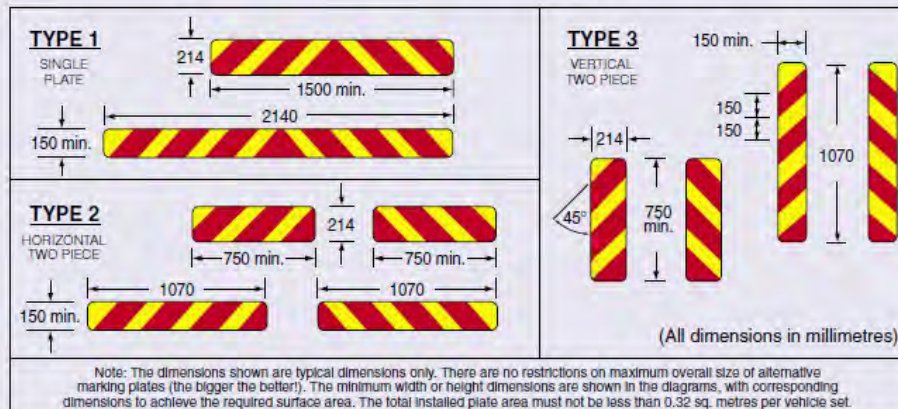 TYPE 1
SINGLE
PLATE
214
1500 min.
2140
150 min.
TYPE 2
HORIZONTAL
TWO PIECE
214
750 min.
750 min.
1070
1070
150 min.
TYPE 3
VERTICAL
TWO PIECE
150 min.
150
150
1070
214
45°
750
min.
(All dimensions in millimetres)
Note: The dimensions shown are typical dimensions only. There are no restrictions on maximum overall size of alternative
marking plates (the bigger the better!). The minimum width or height dimensions are shown in the diagrams, with corresponding
dimensions to achieve the required surface area. The total installed plate area must not be less than 0.32 sq. metres per vehicle set.